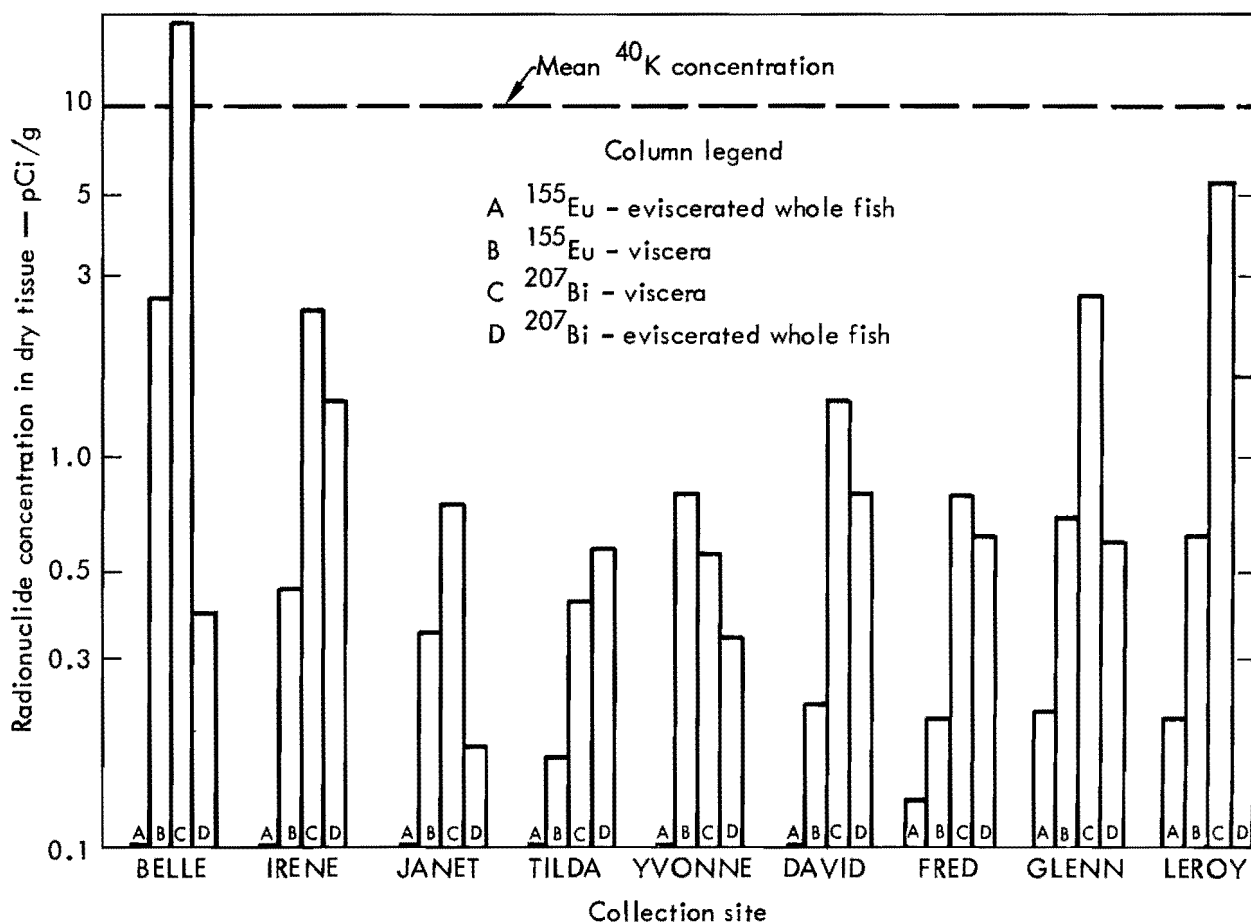 Mean ⁴⁰K concentration
Column legend
A ¹⁵⁵Eu – eviscerated whole fish
B ¹⁵⁵Eu – viscera
C ²⁰⁷Bi – viscera
D ²⁰⁷Bi – eviscerated whole fish
Radionuclide concentration in dry tissue — pCi/g
10
5
3
1.0
0.5
0.3
0.1
A B C D
A B C D
A B C D
A B C D
A B C D
A B C D
A B C D
A B C D
A B C D
BELLE IRENE JANET TILDA YVONNE DAVID FRED GLENN LEROY
Collection site